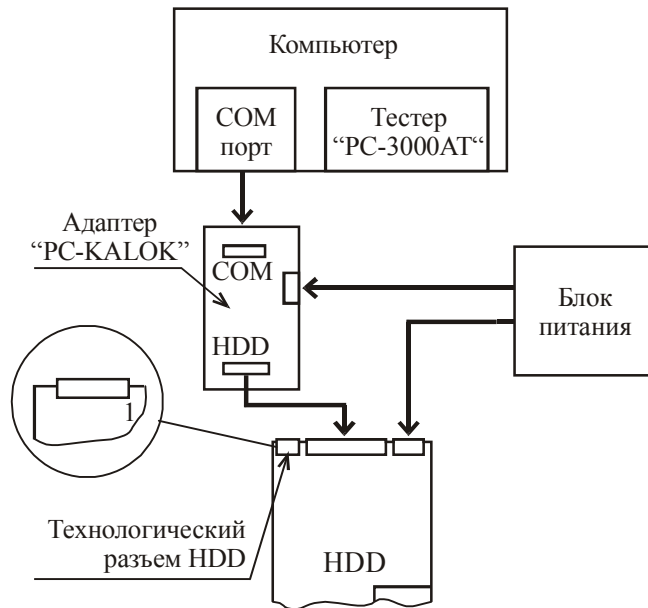 Компьютер
COM
порт
Тестер
“PC-3000AT“
Адаптер
“PC-KALOK”
COM
HDD
Блок
питания
1
Технологический
разъем HDD
HDD